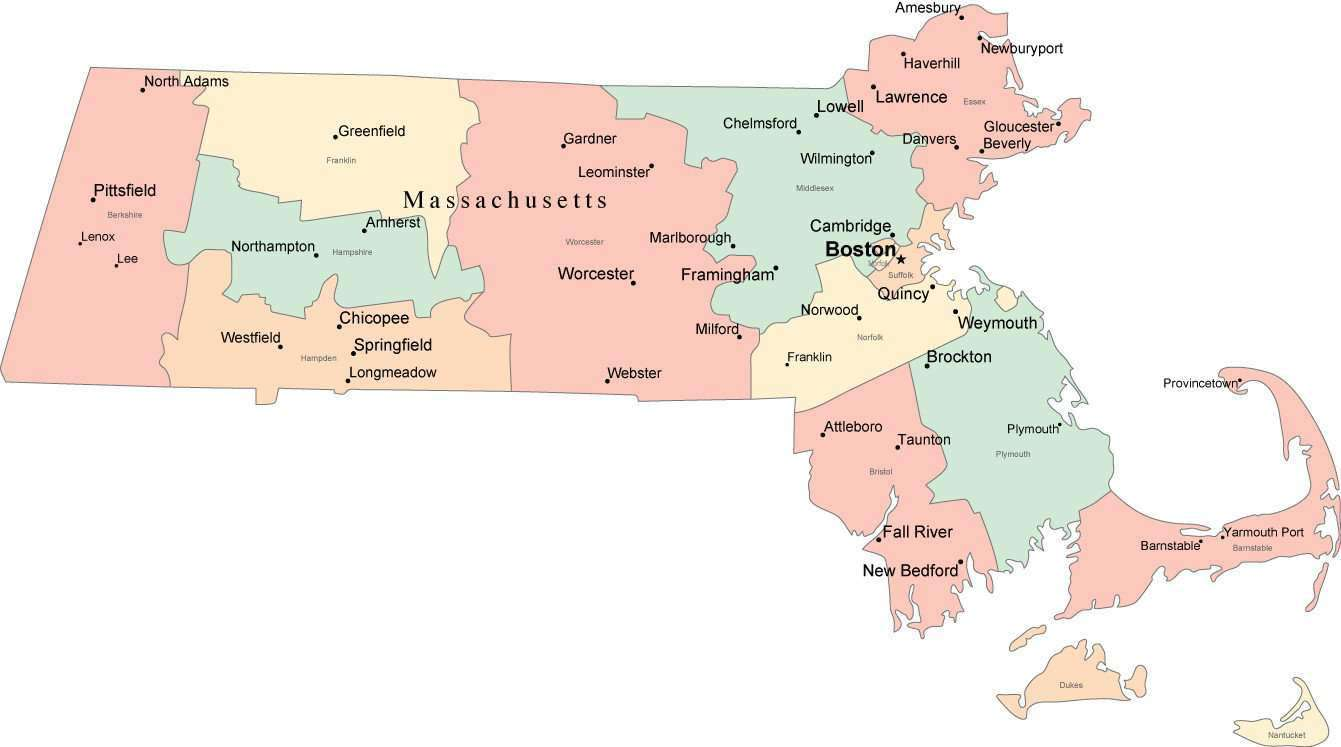 Amesbury
Newburyport
Haverhill
North Adams
Lawrence
Essex
Lowell
Chelmsford
Gloucester
Greenfield
Gardner
Danvers
Beverly
Franklin
Leominster
Wilmington
Pittsfield
Middlesex
Massachusetts
Berkshire
Amherst
Cambridge
Lenox
Northampton
Hampshire
Worcester
Marlborough
Boston
Lee
Norfolk
Worcester
Framingham
Suffolk
Quincy
Chicopee
Norwood
Weymouth
Westfield
Springfield
Milford
Norfolk
Hampden
Franklin
Brockton
Longmeadow
Webster
Provincetown
Attleboro
Taunton
Plymouth
Plymouth
Bristol
Fall River
Yarmouth Port
Barnstable
Barnstable
New Bedford
Dukes
Nantucket